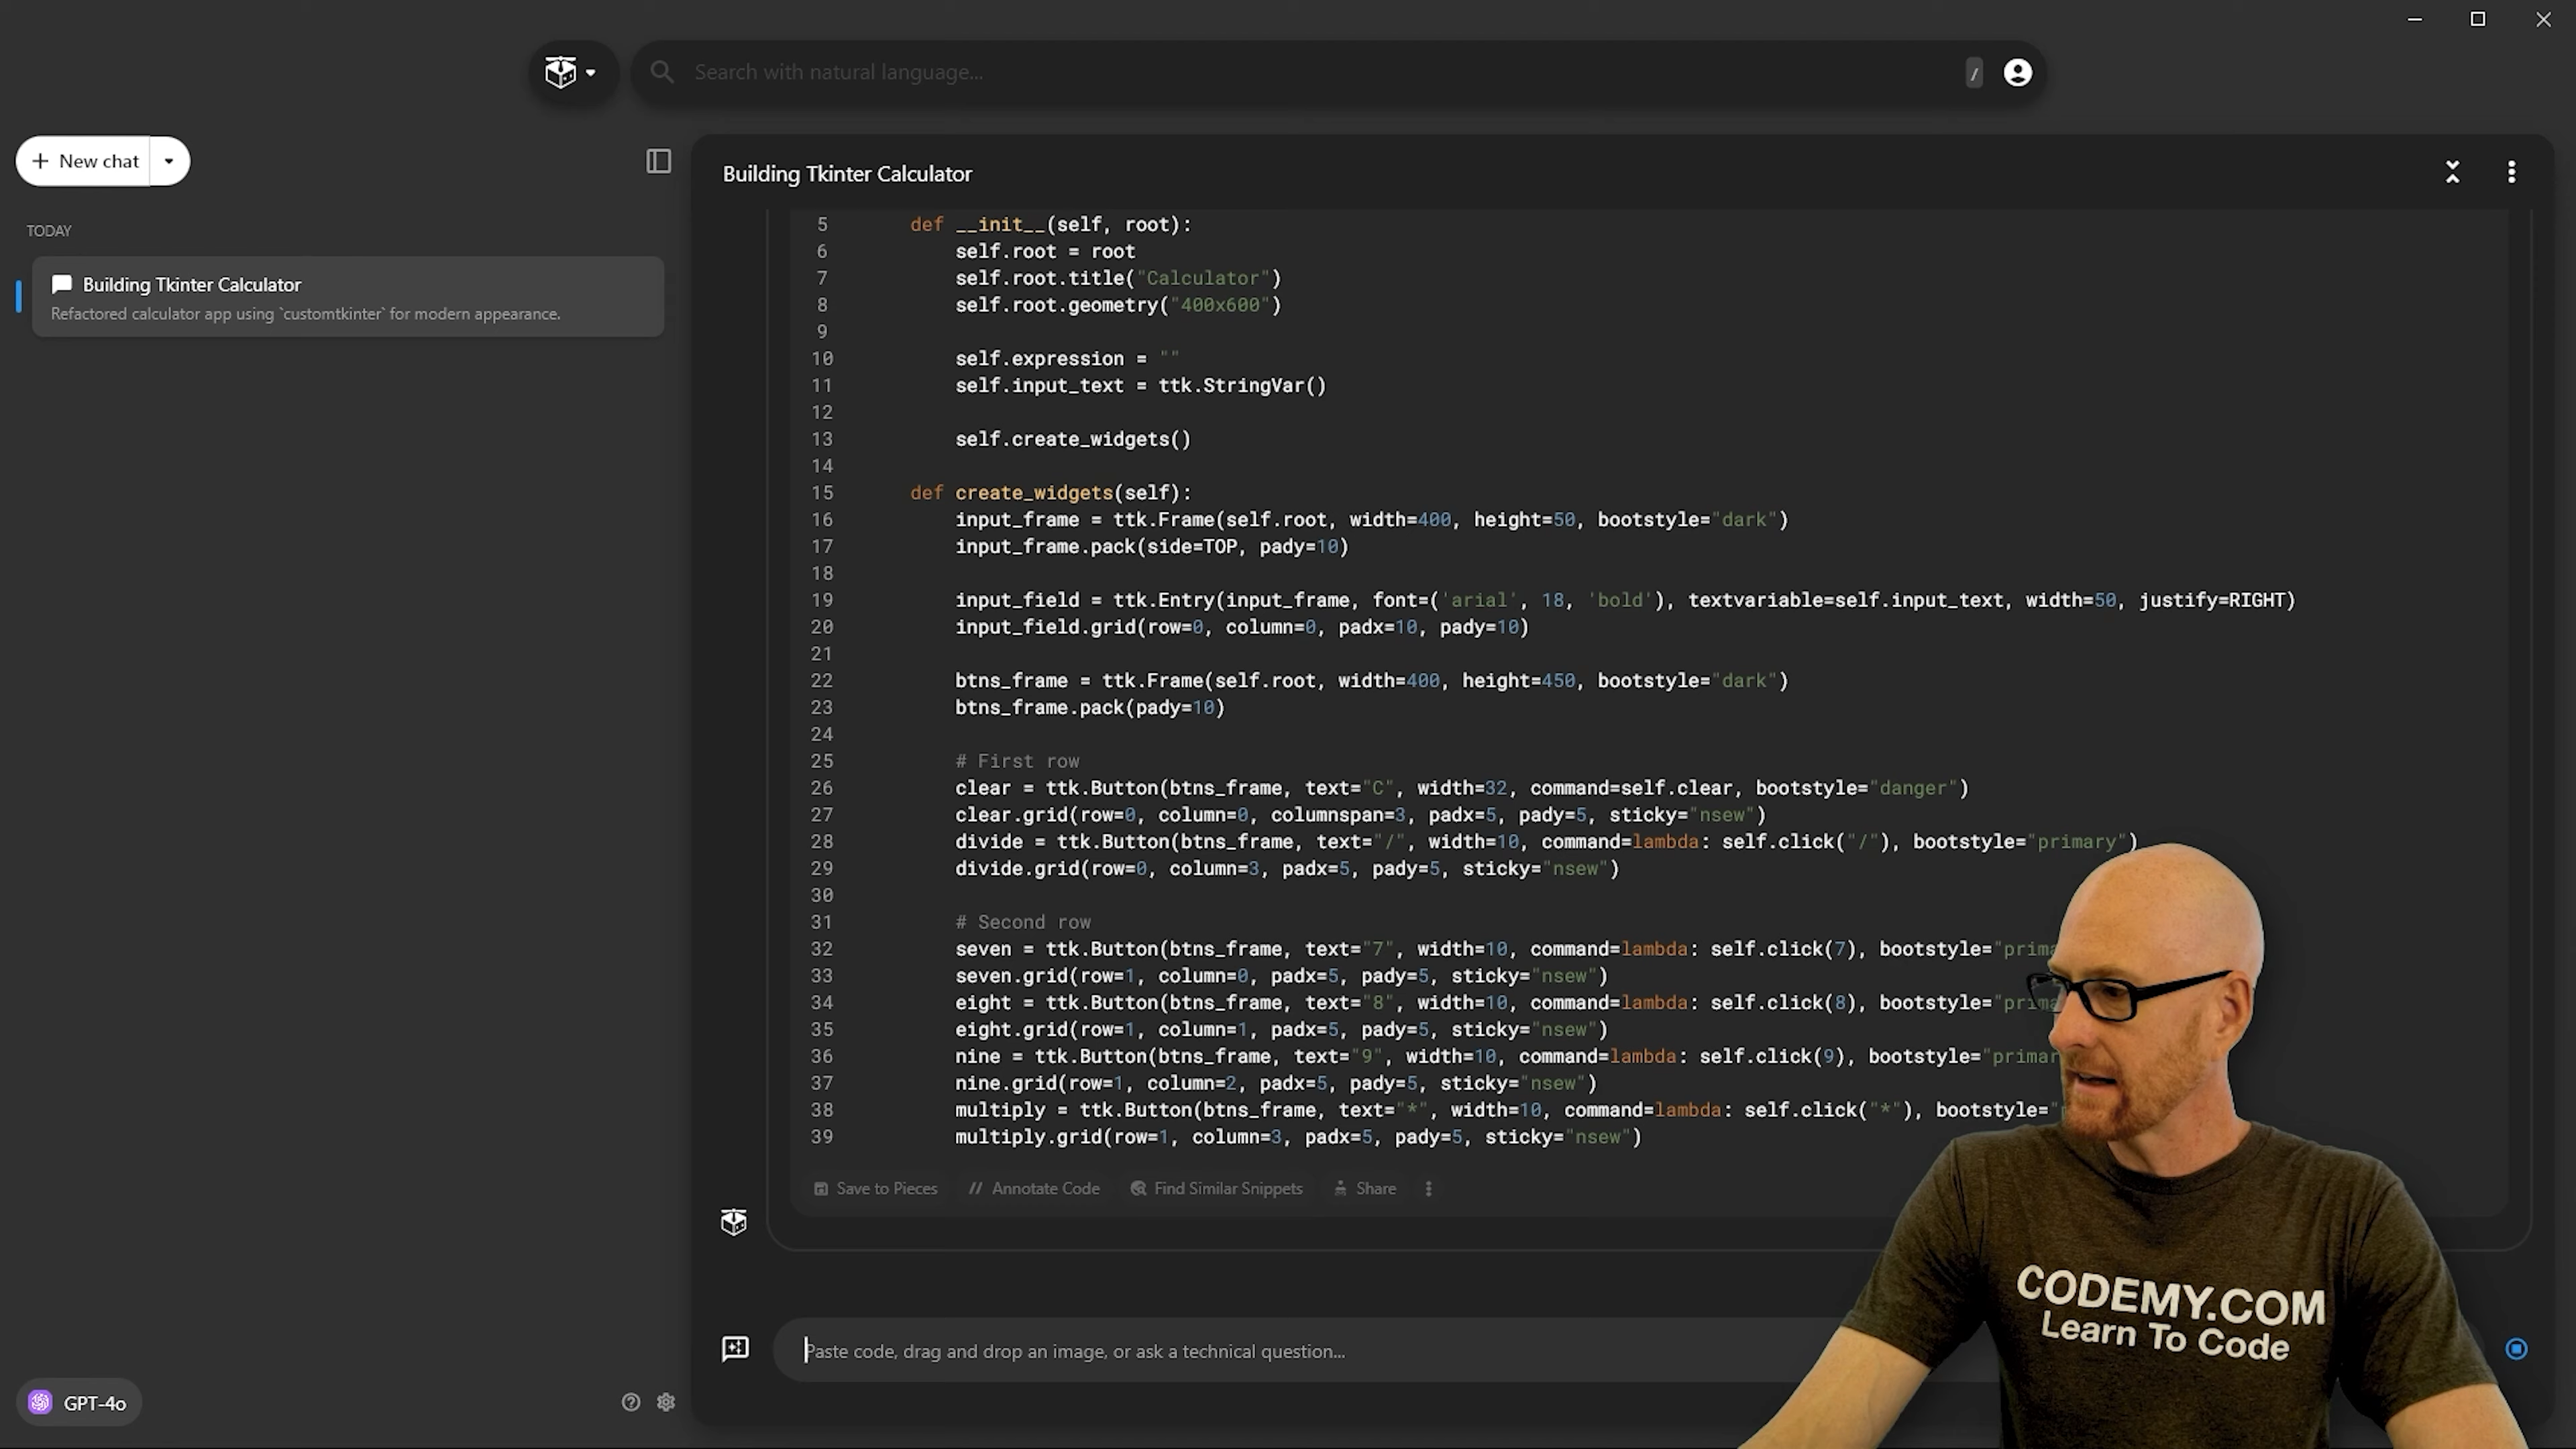 Search with natural language...
/
New chat
TODAY
Building Tkinter Calculator
Refactored calculator app using `customtkinter` for modern appearance.
GPT-4o
Building Tkinter Calculator
5 def __init__(self, root):
6 self.root = root
7 self.root.title("Calculator")
8 self.root.geometry("400x600")
9
10 self.expression = ""
11 self.input_text = ttk.StringVar()
12
13 self.create_widgets()
14
15 def create_widgets(self):
16 input_frame = ttk.Frame(self.root, width=400, height=50, bootstyle="dark")
17 input_frame.pack(side=TOP, pady=10)
18
19 input_field = ttk.Entry(input_frame, font=('arial', 18, 'bold'), textvariable=self.input_text, width=50, justify=RIGHT)
20 input_field.grid(row=0, column=0, padx=10, pady=10)
21
22 btns_frame = ttk.Frame(self.root, width=400, height=450, bootstyle="dark")
23 btns_frame.pack(pady=10)
24
25 # First row
26 clear = ttk.Button(btns_frame, text="C", width=32, command=self.clear, bootstyle="danger")
27 clear.grid(row=0, column=0, columnspan=3, padx=5, pady=5, sticky="nsew")
28 divide = ttk.Button(btns_frame, text="/", width=10, command=lambda: self.click("/"), bootstyle="primary")
29 divide.grid(row=0, column=3, padx=5, pady=5, sticky="nsew")
30
31 # Second row
32 seven = ttk.Button(btns_frame, text="7", width=10, command=lambda: self.click(7), bootstyle="prima
33 seven.grid(row=1, column=0, padx=5, pady=5, sticky="nsew")
34 eight = ttk.Button(btns_frame, text="8", width=10, command=lambda: self.click(8), bootstyle="prima
35 eight.grid(row=1, column=1, padx=5, pady=5, sticky="nsew")
36 nine = ttk.Button(btns_frame, text="9", width=10, command=lambda: self.click(9), bootstyle="primar
37 nine.grid(row=1, column=2, padx=5, pady=5, sticky="nsew")
38 multiply = ttk.Button(btns_frame, text="*", width=10, command=lambda: self.click("*"), bootstyle="
39 multiply.grid(row=1, column=3, padx=5, pady=5, sticky="nsew")
Save to Pieces // Annotate Code Find Similar Snippets Share
Paste code, drag and drop an image, or ask a technical question...
CODEMY.COM
Learn To Code